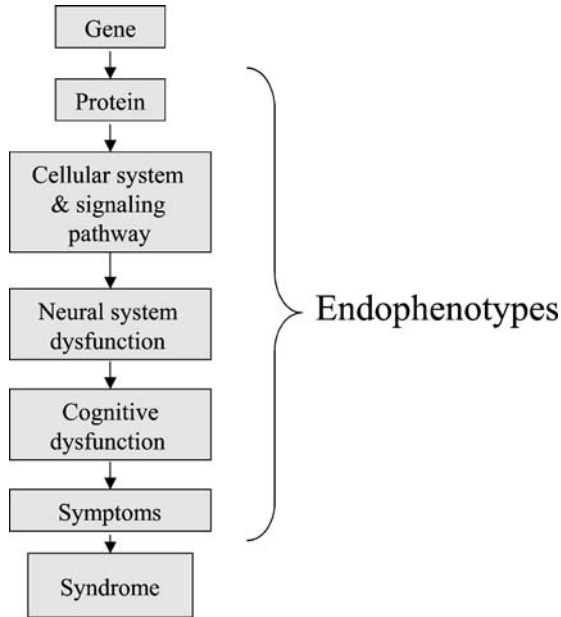 Gene
Protein
Cellular system
& signaling
pathway
Neural system
dysfunction
Cognitive
dysfunction
Symptoms
Syndrome
Endophenotypes